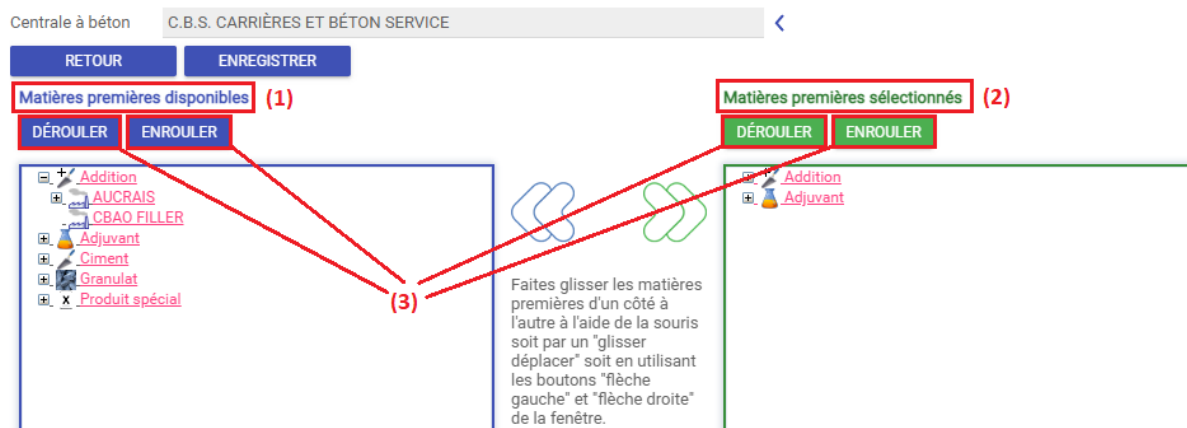 Centrale à béton C.B.S. CARRIÈRES ET BÉTON SERVICE
RETOUR ENREGISTRER
Matières premières disponibles (1)
DÉROULER ENROULER
Addition
AUCRAIS
CBAO FILLER
Adjuvant
Ciment
Granulat
x Produit spécial
(3)
Faites glisser les matières
premières d'un côté à
l'autre à l'aide de la souris
soit par un "glisser
déplacer" soit en utilisant
les boutons "flèche
gauche" et "flèche droite"
de la fenêtre.
Matières premières sélectionnés (2)
DÉROULER ENROULER
Addition
Adjuvant